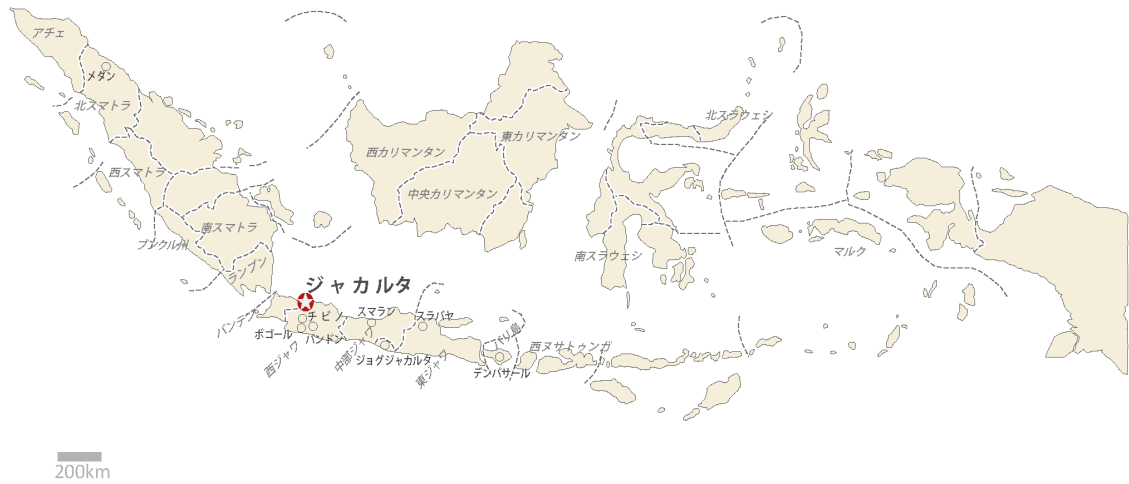 アチェ
メダン
北スマトラ
西スマトラ
南スマトラ
ブンクル州
ランプン
西カリマンタン
東カリマンタン
中央カリマンタン
北スラウェシ
南スラウェシ
マルク
ジャカルタ
バンテン
チビノ
スマラン
スラバヤ
ボゴール
バンドン
ジョグジャカルタ
西ジャワ
中部ジャワ
東ジャワ
バリ島
デンパサール
西ヌサトゥンガ
200km